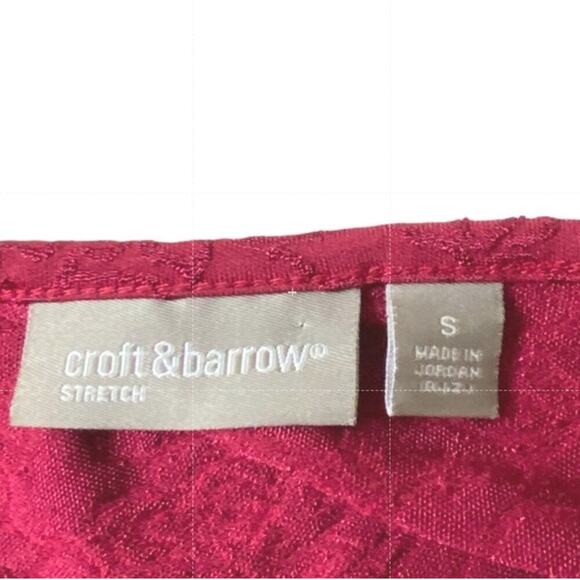 croft&barrow®
STRETCH
S
MADE IN
JORDAN